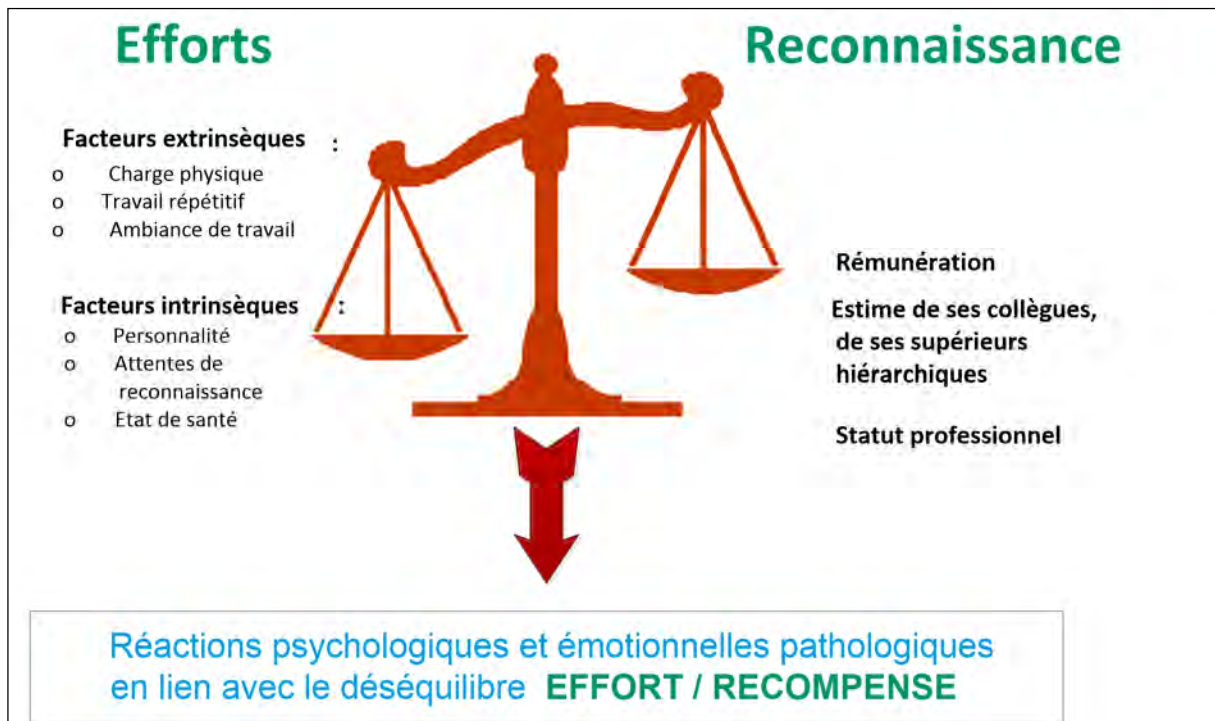 Efforts
Reconnaissance
Facteurs extrinsèques :
o Charge physique
o Travail répétitif
o Ambiance de travail
Facteurs intrinsèques :
o Personnalité
o Attentes de
reconnaissance
o Etat de santé
Rémunération
Estime de ses collègues,
de ses supérieurs
hiérarchiques
Statut professionnel
Réactions psychologiques et émotionnelles pathologiques
en lien avec le déséquilibre EFFORT / RECOMPENSE